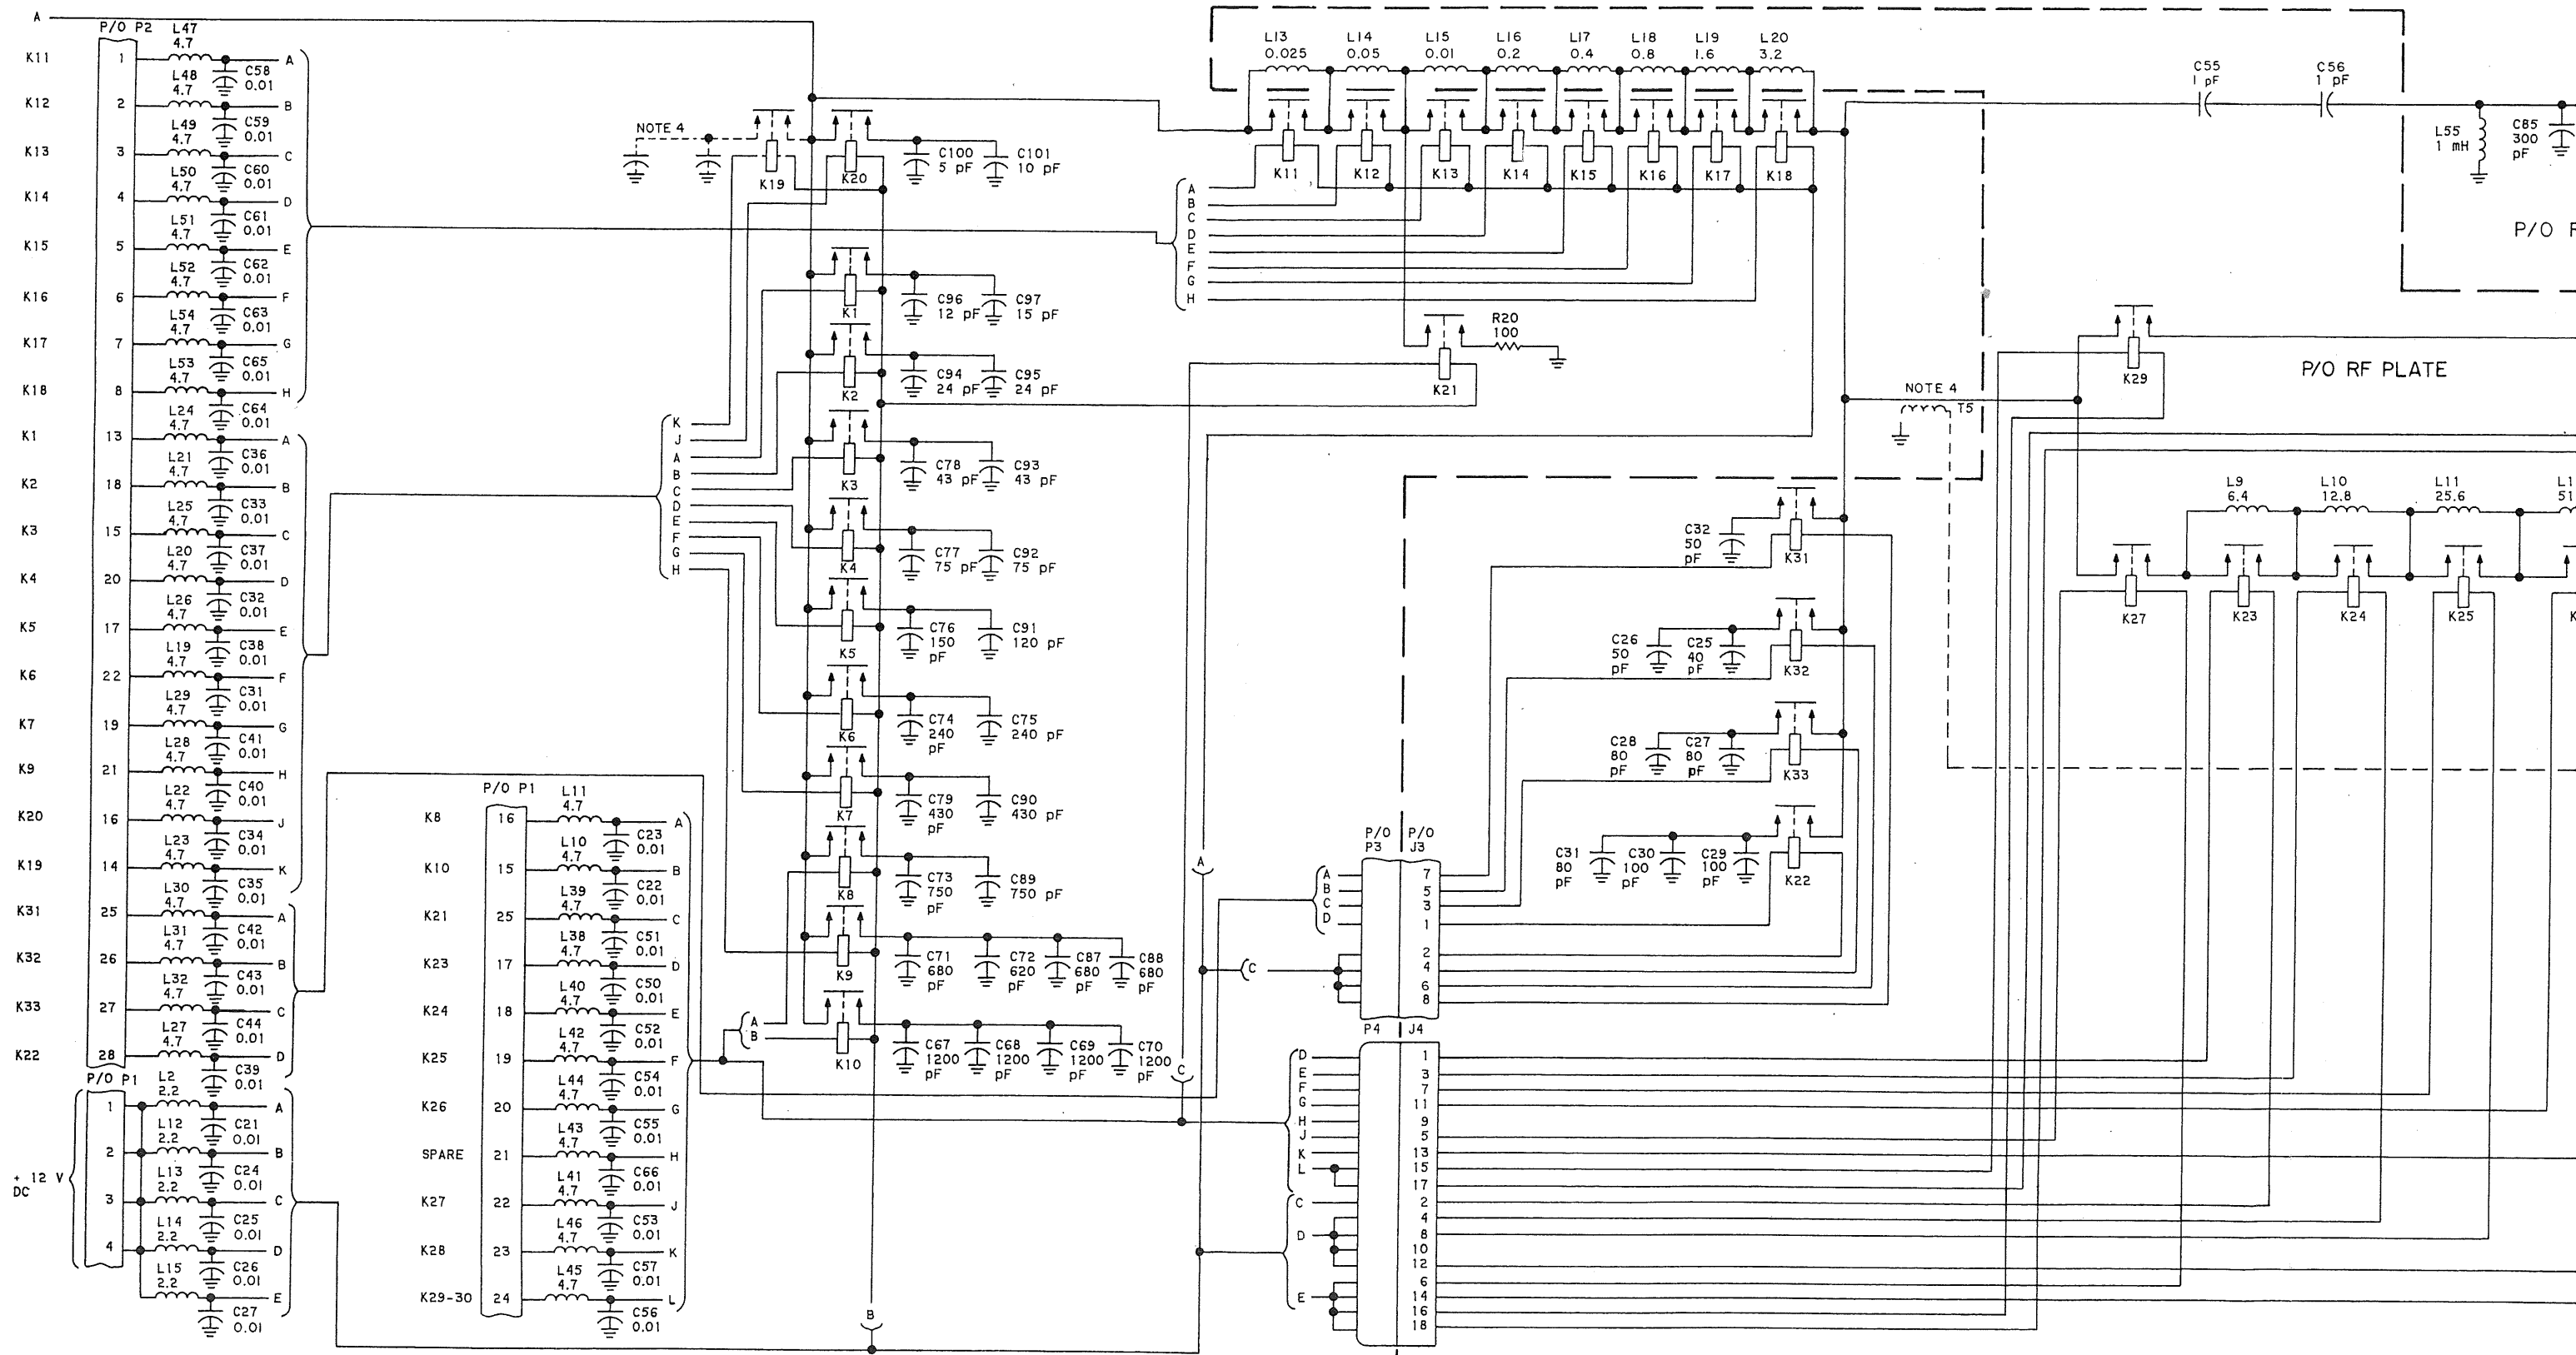 A
P/O P2
K11 1 L47 4.7 C58 0.01 A
K12 2 L48 4.7 C59 0.01 B
K13 3 L49 4.7 C60 0.01 C
K14 4 L50 4.7 C61 0.01 D
K15 5 L51 4.7 C62 0.01 E
K16 6 L52 4.7 C63 0.01 F
K17 7 L54 4.7 C65 0.01 G
K18 8 L53 4.7 C64 0.01 H
K1 13 L24 4.7 C36 0.01 A
K2 18 L21 4.7 C33 0.01 B
K3 15 L25 4.7 C37 0.01 C
K4 20 L20 4.7 C32 0.01 D
K5 17 L26 4.7 C38 0.01 E
K6 22 L19 4.7 C31 0.01 F
K7 19 L29 4.7 C41 0.01 G
K9 21 L28 4.7 C40 0.01 H
K20 16 L22 4.7 C34 0.01 J
K19 14 L23 4.7 C35 0.01 K
K31 25 L30 4.7 C42 0.01 A
K32 26 L31 4.7 C43 0.01 B
K33 27 L32 4.7 C44 0.01 C
K22 28 L27 4.7 C39 0.01 D
P/O P1
+ 12 V DC
1 L2 2.2 C21 0.01 A
2 L12 2.2 C24 0.01 B
3 L13 2.2 C25 0.01 C
4 L14 2.2 C26 0.01 D
L15 2.2 C27 0.01 E
P/O P1
K8 16 L11 4.7 C23 0.01 A
K10 15 L10 4.7 C22 0.01 B
K21 25 L39 4.7 C51 0.01 C
K23 17 L38 4.7 C50 0.01 D
K24 18 L40 4.7 C52 0.01 E
K25 19 L42 4.7 C54 0.01 F
K26 20 L44 4.7 C55 0.01 G
SPARE 21 L43 4.7 C66 0.01 H
K27 22 L41 4.7 C53 0.01 J
K28 23 L46 4.7 C57 0.01 K
K29-30 24 L45 4.7 C56 0.01 L
NOTE 4
K19
K20
C100 5 pF
C101 10 pF
K1
C96 12 pF
C97 15 pF
K2
C94 24 pF
C95 24 pF
K3
C78 43 pF
C93 43 pF
K4
C77 75 pF
C92 75 pF
K5
C76 150 pF
C91 120 pF
K6
C74 240 pF
C75 240 pF
K7
C79 430 pF
C90 430 pF
K8
C73 750 pF
C89 750 pF
K9
C71 680 pF
C72 620 pF
C87 680 pF
C88 680 pF
K10
C67 1200 pF
C68 1200 pF
C69 1200 pF
C70 1200 pF
K
J
A
B
C
D
E
F
G
H
A
B
B
L13 0.025
L14 0.05
L15 0.01
L16 0.2
L17 0.4
L18 0.8
L19 1.6
L20 3.2
K11
K12
K13
K14
K15
K16
K17
K18
A
B
C
D
E
F
G
H
R20 100
K21
C55 1 pF
C56 1 pF
L55 1 mH
C85 300 pF
P/O
K29
P/O RF PLATE
NOTE 4
T5
C32 50 pF
K31
C26 50 pF
C25 40 pF
K32
C28 80 pF
C27 80 pF
K33
C31 80 pF
C30 100 pF
C29 100 pF
K22
L9 6.4
L10 12.8
L11 25.6
K27
K23
K24
K25
A
C
P/O P3
P/O J3
A 7
B 5
C 3
D 1
2
C 4
6
8
P4 J4
D 1
E 3
F 7
G 11
H 9
J 5
K 13
L 15
17
C 2
4
D 8
10
12
6
E 14
16
18